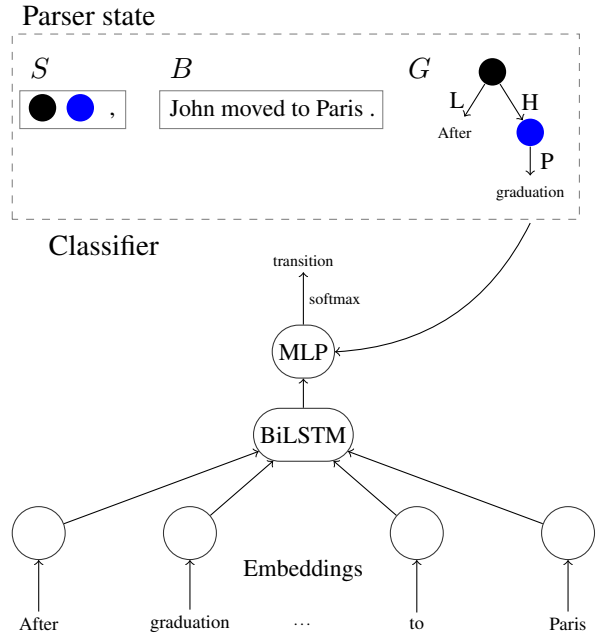 Parser state
S B G
, John moved to Paris .
L H
After
P
graduation
Classifier
transition
softmax
MLP
BiLSTM
Embeddings
After graduation ... to Paris